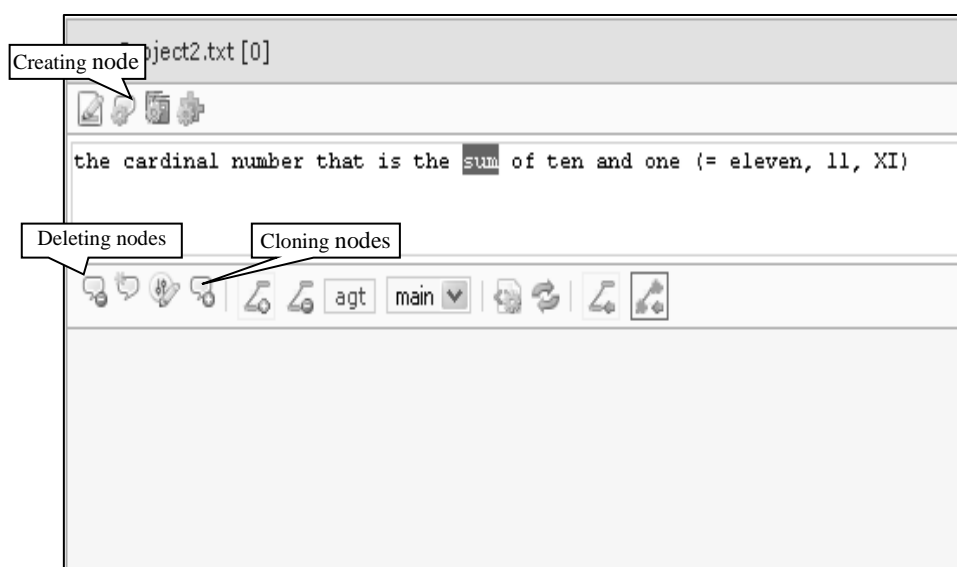 ject2.txt [0]
Creating node
the cardinal number that is the sum of ten and one (= eleven, 11, XI)
Deleting nodes
Cloning nodes
agt
main